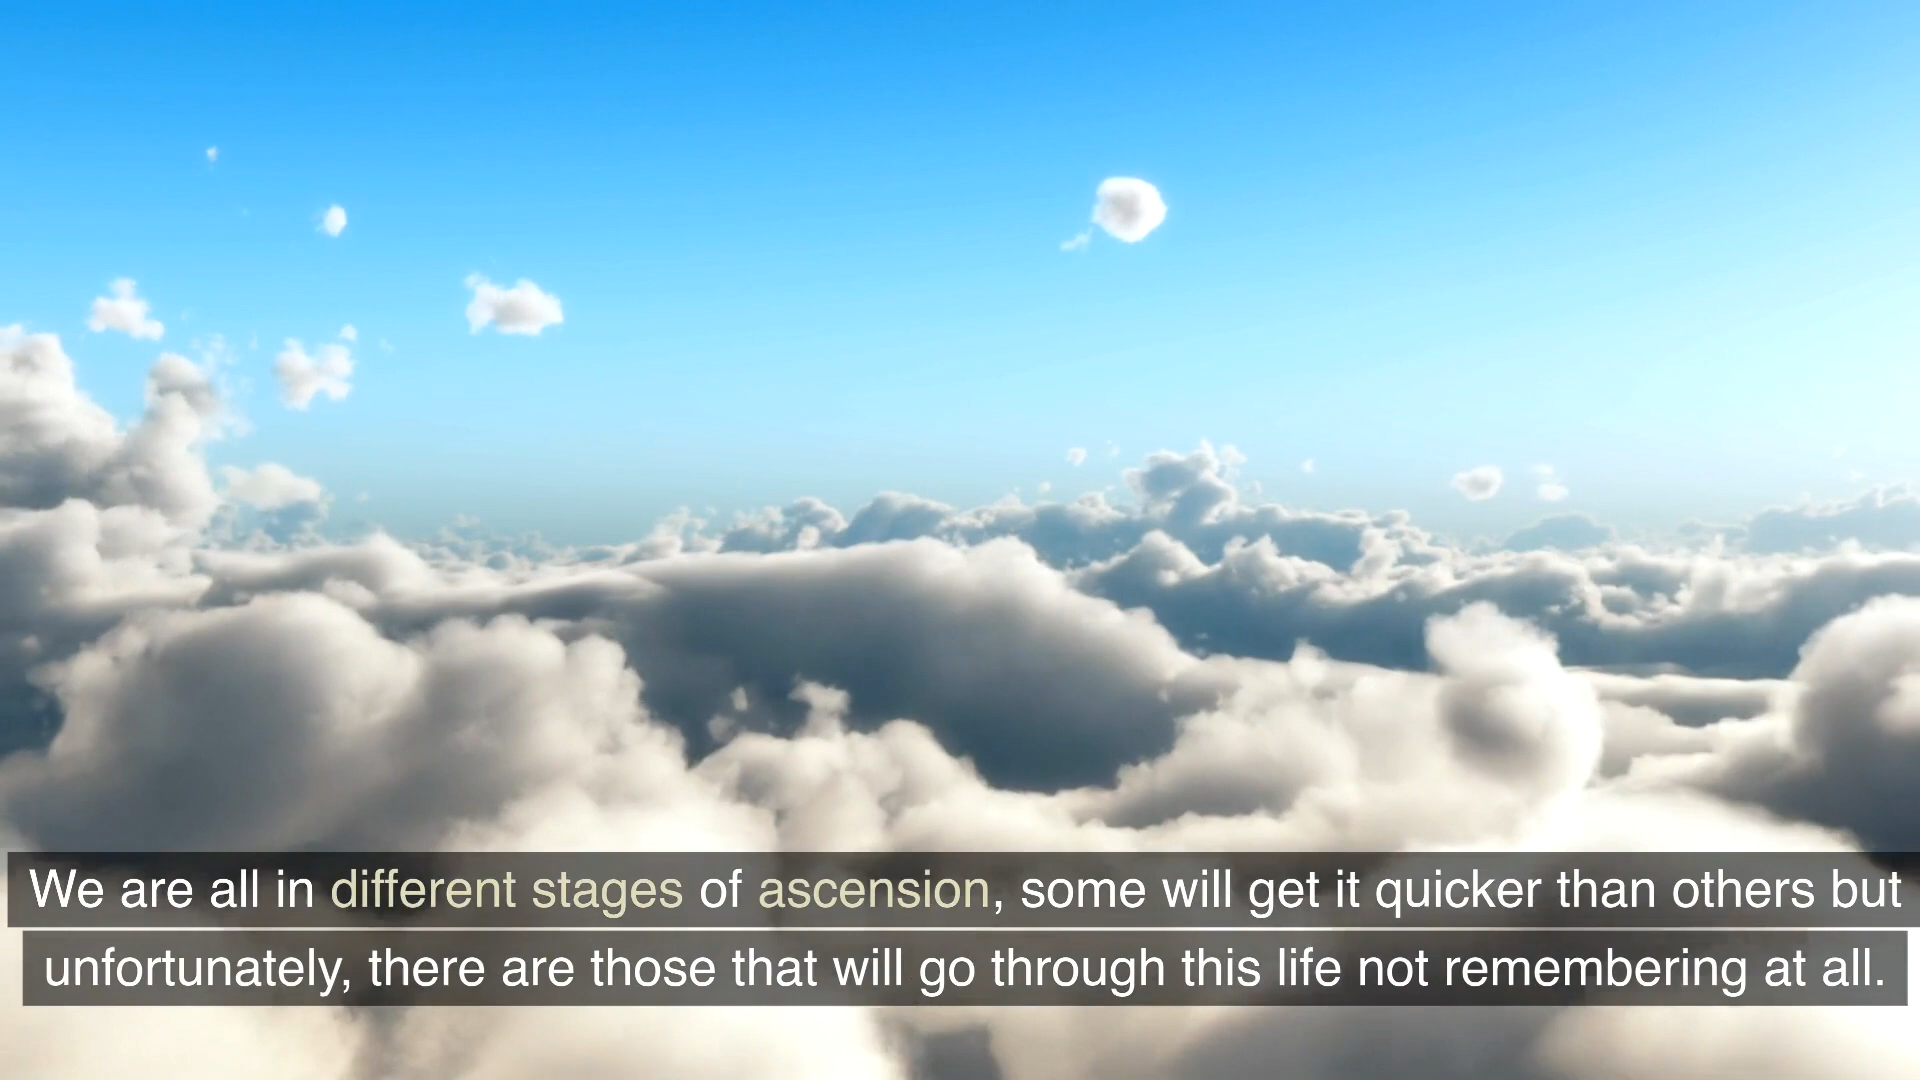 We are all in different stages of ascension, some will get it quicker than others but
unfortunately, there are those that will go through this life not remembering at all.